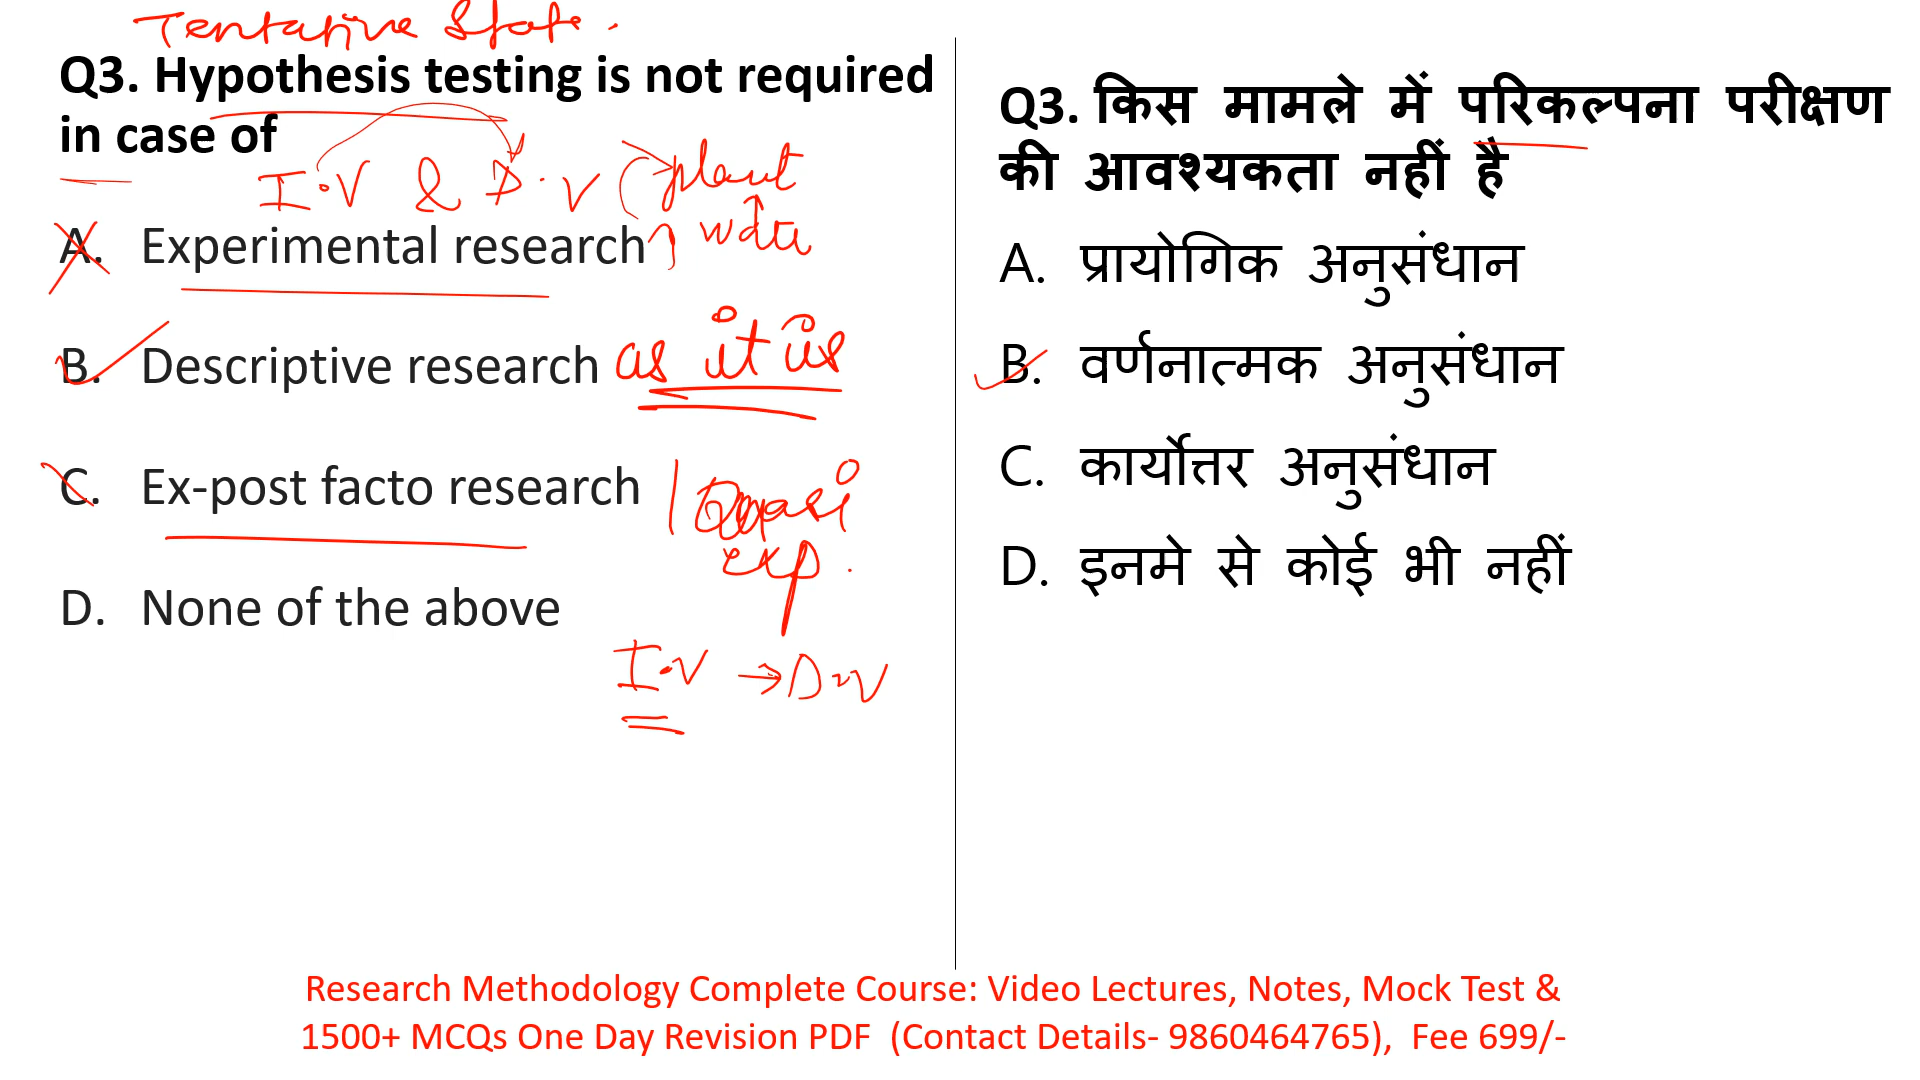 Tentative State.
Q3. Hypothesis testing is not required
in case of
I.V & D.V plant
water
A. Experimental research
B. Descriptive research as it is
C. Ex-post facto research Quasi
exp.
D. None of the above
I.V → D.V
Q3. किस मामले में परिकल्पना परीक्षण
की आवश्यकता नहीं है
A. प्रायोगिक अनुसंधान
B. वर्णनात्मक अनुसंधान
C. कार्योत्तर अनुसंधान
D. इनमे से कोई भी नहीं
Research Methodology Complete Course: Video Lectures, Notes, Mock Test &
1500+ MCQs One Day Revision PDF (Contact Details- 9860464765), Fee 699/-